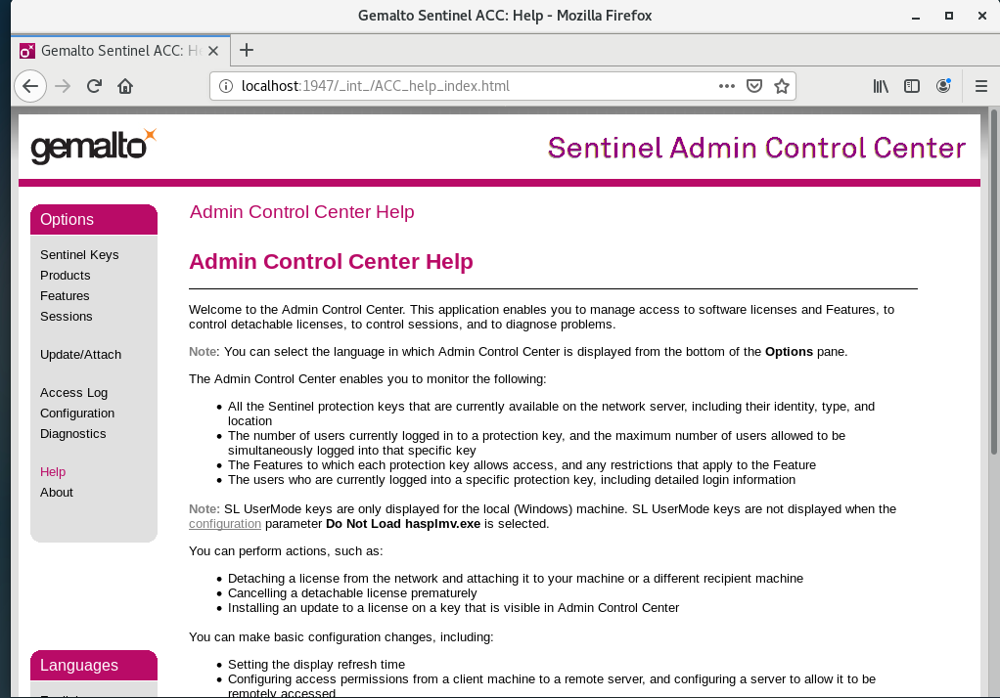 Gemalto Sentinel ACC: Help - Mozilla Firefox
Gemalto Sentinel ACC: He
localhost:1947/_int_/ACC_help_index.html
gemalto
Sentinel Admin Control Center
Options
Sentinel Keys
Products
Features
Sessions
Update/Attach
Access Log
Configuration
Diagnostics
Help
About
Languages
Admin Control Center Help
Admin Control Center Help
Welcome to the Admin Control Center. This application enables you to manage access to software licenses and Features, to
control detachable licenses, to control sessions, and to diagnose problems.
Note: You can select the language in which Admin Control Center is displayed from the bottom of the Options pane.
The Admin Control Center enables you to monitor the following:
• All the Sentinel protection keys that are currently available on the network server, including their identity, type, and
location
• The number of users currently logged in to a protection key, and the maximum number of users allowed to be
simultaneously logged into that specific key
• The Features to which each protection key allows access, and any restrictions that apply to the Feature
• The users who are currently logged into a specific protection key, including detailed login information
Note: SL UserMode keys are only displayed for the local (Windows) machine. SL UserMode keys are not displayed when the
configuration parameter Do Not Load hasplmv.exe is selected.
You can perform actions, such as:
• Detaching a license from the network and attaching it to your machine or a different recipient machine
• Cancelling a detachable license prematurely
• Installing an update to a license on a key that is visible in Admin Control Center
You can make basic configuration changes, including:
• Setting the display refresh time
• Configuring access permissions from a client machine to a remote server, and configuring a server to allow it to be
remotely accessed